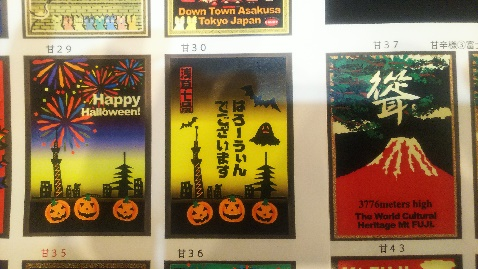 Down Town Asakusa
Tokyo Japan
甘29
甘30
甘37
Happy
Halloween!
はろーうぃん
でございます
3776meters high
The World Cultural
Heritage Mt FUJI.
甘35
甘36
甘43